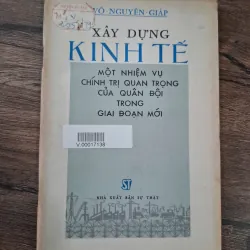 VÕ NGUYÊN GIÁP
XÂY DỰNG
KINH TẾ
MỘT NHIỆM VỤ
CHÍNH TRỊ QUAN TRỌNG
CỦA QUÂN ĐỘI
TRONG
GIAI ĐOẠN MỚI
V.00017138
ST
NHÀ XUẤT BẢN SỰ THẬT